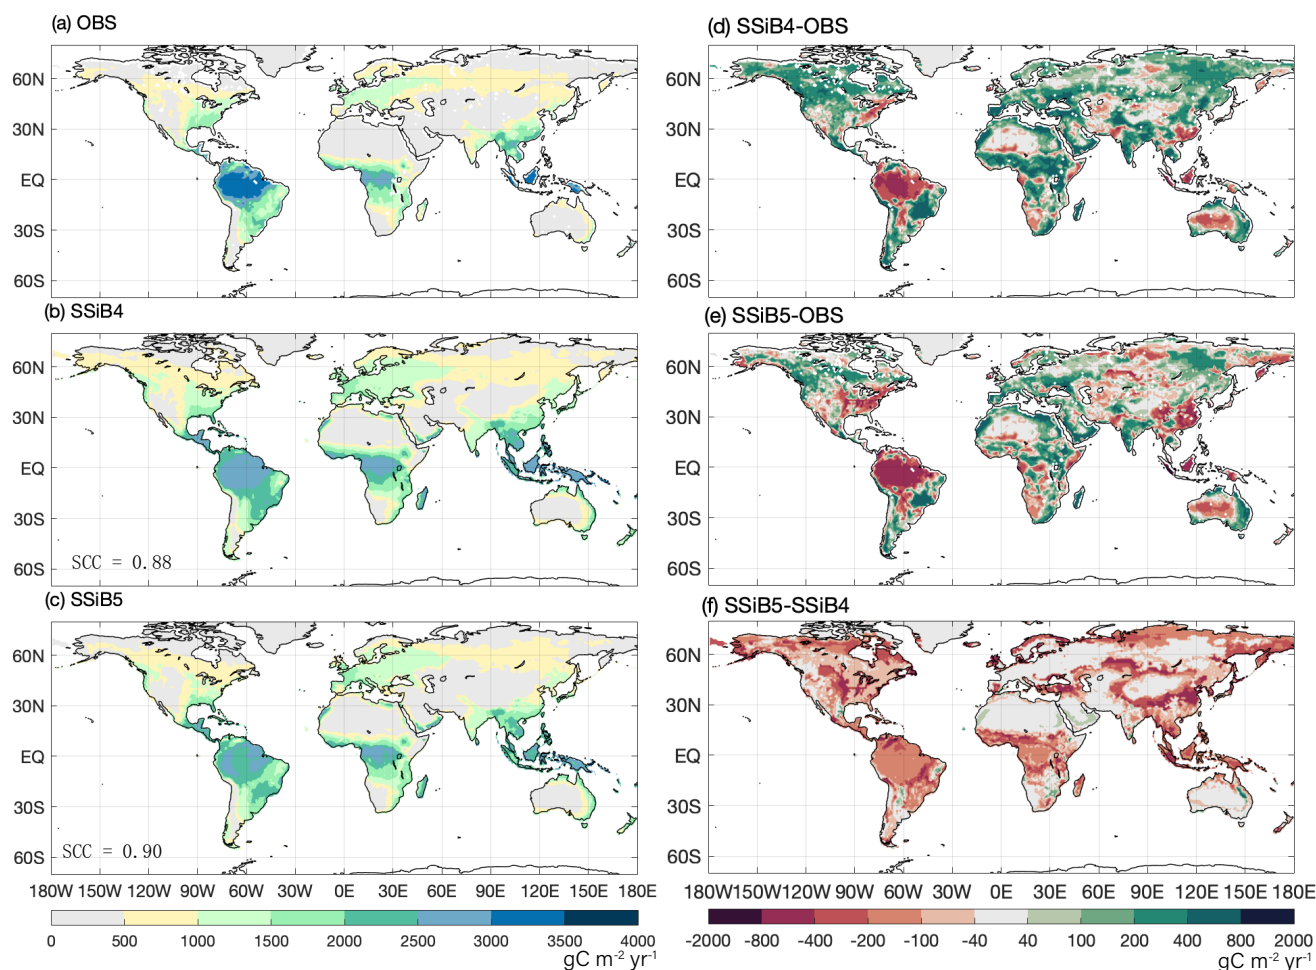 (a) OBS
60N
30N
EQ
30S
60S
(b) SSiB4
60N
30N
EQ
30S
60S
SCC = 0.88
(c) SSiB5
60N
30N
EQ
30S
60S
SCC = 0.90
180W 150W 120W 90W 60W 30W 0E 30E 60E 90E 120E 150E 180E
0 500 1000 1500 2000 2500 3000 3500 4000
gC m⁻² yr⁻¹
(d) SSiB4-OBS
60N
30N
EQ
30S
60S
(e) SSiB5-OBS
60N
30N
EQ
30S
60S
(f) SSiB5-SSiB4
60N
30N
EQ
30S
60S
180W 150W 120W 90W 60W 30W 0E 30E 60E 90E 120E 150E 180E
-2000 -800 -400 -200 -100 -40 40 100 200 400 800 2000
gC m⁻² yr⁻¹